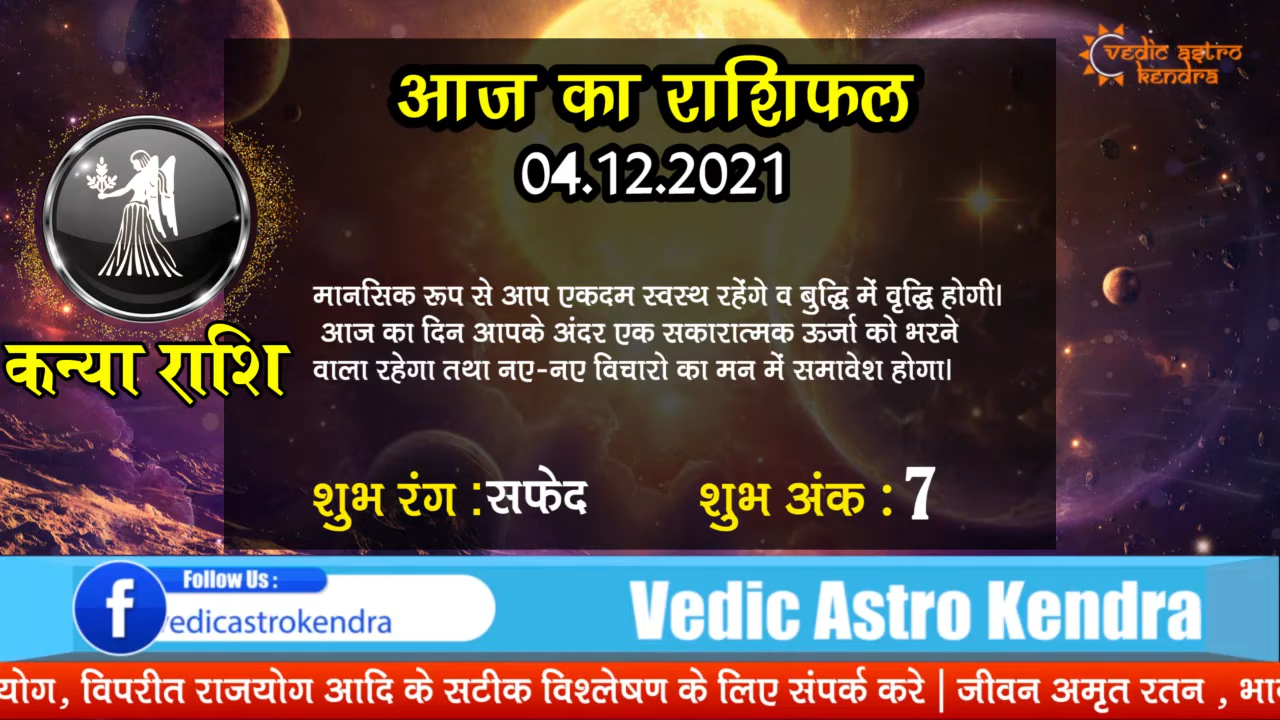 vedic astro
kendra
आज का राशिफल
04.12.2021
कन्या राशि
मानसिक रूप से आप एकदम स्वस्थ रहेंगे व बुद्धि में वृद्धि होगी।
आज का दिन आपके अंदर एक सकारात्मक ऊर्जा को भरने
वाला रहेगा तथा नए-नए विचारो का मन में समावेश होगा।
शुभ रंग :सफेद
शुभ अंक : 7
Follow Us :
vedicastrokendra
Vedic Astro Kendra
योग, विपरीत राजयोग आदि के सटीक विश्लेषण के लिए संपर्क करे | जीवन अमृत रतन ,